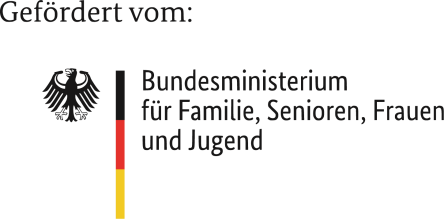 Gefördert vom:
Bundesministerium
für Familie, Senioren, Frauen
und Jugend